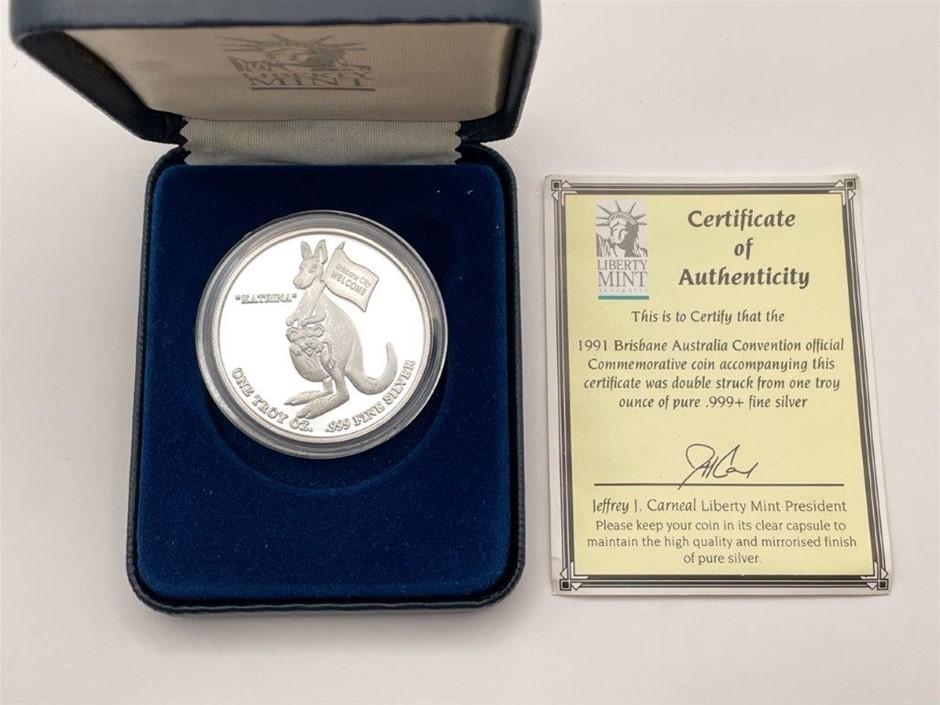 LIBERTY
MINT
"KATRINA"
Brisbane City
WELCOME
ONE TROY OZ. .999 FINE SILVER
LIBERTY
MINT
Certificate
of
Authenticity
This is to Certify that the
1991 Brisbane Australia Convention official
Commemorative coin accompanying this
certificate was double struck from one troy
ounce of pure .999+ fine silver
Jeffrey J. Carneal Liberty Mint President
Please keep your coin in its clear capsule to
maintain the high quality and mirrorised finish
of pure silver.